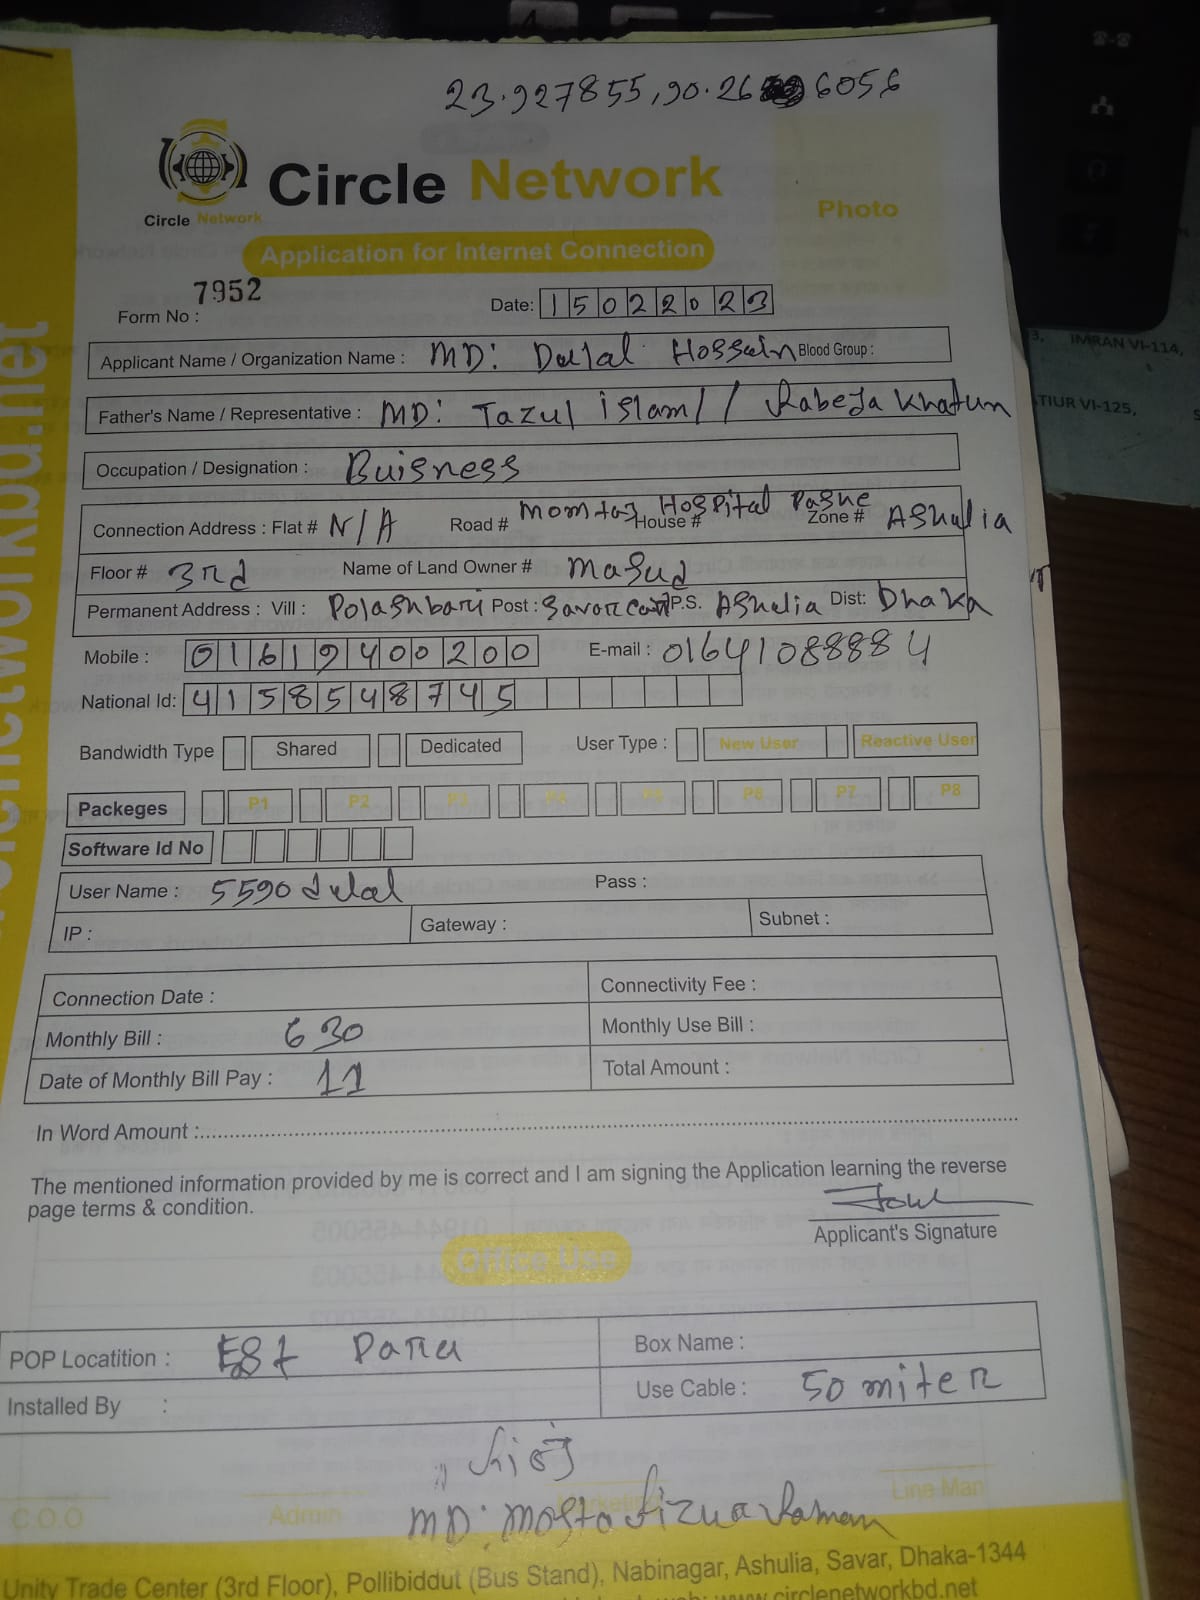 23.927855,90.26 6056
Circle Network
Circle Network
Photo
Application for Internet Connection
Form No : 7952
Date: 15022023
Applicant Name / Organization Name : MD: Dulal Hossain Blood Group :
Father's Name / Representative : MD: Tazul islam // Rabeja Khatun
Occupation / Designation : Buisness
Connection Address : Flat # N/A Road # Momtaz Hospital Pashe House # Zone # Ashulia
Floor # 3rd Name of Land Owner # Masud
Permanent Address : Vill : Polashbari Post : Savar Cant P.S. Ashulia Dist: Dhaka
Mobile : 01619400200 E-mail : 01641088884
National Id: 4158548745
Bandwidth Type Shared Dedicated User Type : New User Reactive User
Packeges P1 P2 P3 P4 P5 P6 P7 P8
Software Id No
User Name : 5590dulal Pass :
IP : Gateway : Subnet :
Connection Date : Connectivity Fee :
Monthly Bill : 630 Monthly Use Bill :
Date of Monthly Bill Pay : 11 Total Amount :
In Word Amount :
The mentioned information provided by me is correct and I am signing the Application learning the reverse
page terms & condition.
Applicant's Signature
Office Use
POP Locatition : Box Name :
Installed By : Use Cable : 50 miter
MD: Mostafizur Rahman
C.O.O Admin Marketing Line Man
Unity Trade Center (3rd Floor), Pollibiddut (Bus Stand), Nabinagar, Ashulia, Savar, Dhaka-1344
www.circlenetworkbd.net
IMRAN VI-114,
TIUR VI-125,